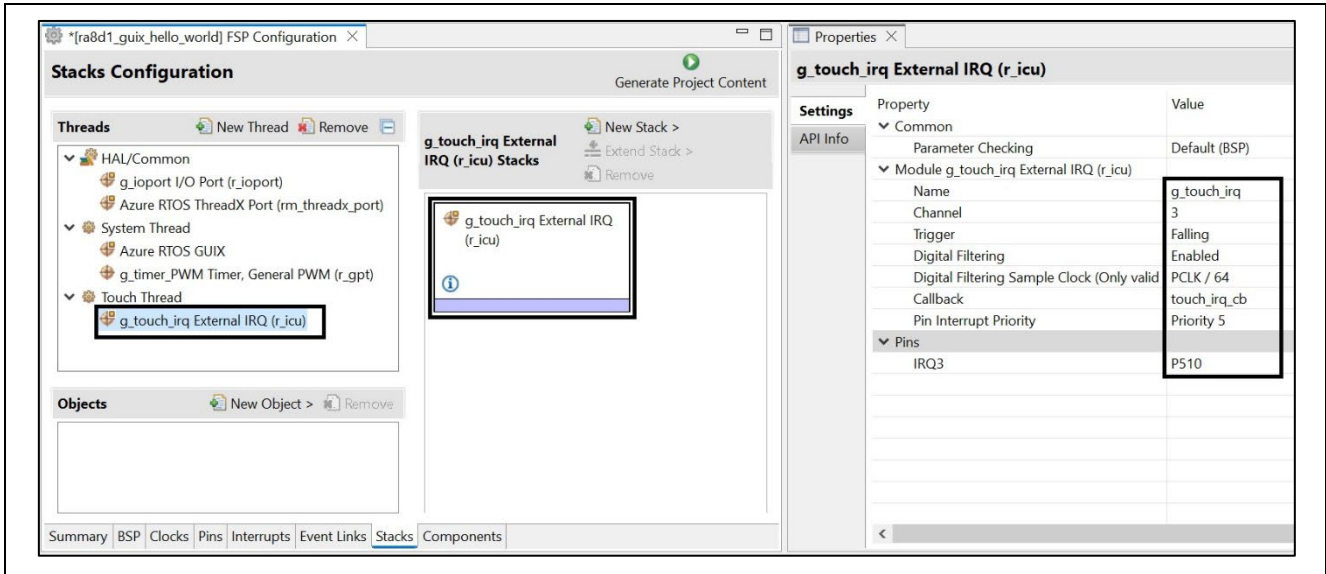 *[ra8d1_guix_hello_world] FSP Configuration
Stacks Configuration
Generate Project Content
Threads
New Thread
Remove
HAL/Common
g_ioport I/O Port (r_ioport)
Azure RTOS ThreadX Port (rm_threadx_port)
System Thread
Azure RTOS GUIX
g_timer_PWM Timer, General PWM (r_gpt)
Touch Thread
g_touch_irq External IRQ (r_icu)
Objects
New Object >
Remove
g_touch_irq External
IRQ (r_icu) Stacks
New Stack >
Extend Stack >
Remove
g_touch_irq External IRQ
(r_icu)
Summary BSP Clocks Pins Interrupts Event Links Stacks Components
Properties
g_touch_irq External IRQ (r_icu)
Settings
API Info
Property Value
Common
Parameter Checking Default (BSP)
Module g_touch_irq External IRQ (r_icu)
Name g_touch_irq
Channel 3
Trigger Falling
Digital Filtering Enabled
Digital Filtering Sample Clock (Only valid PCLK / 64
Callback touch_irq_cb
Pin Interrupt Priority Priority 5
Pins
IRQ3 P510